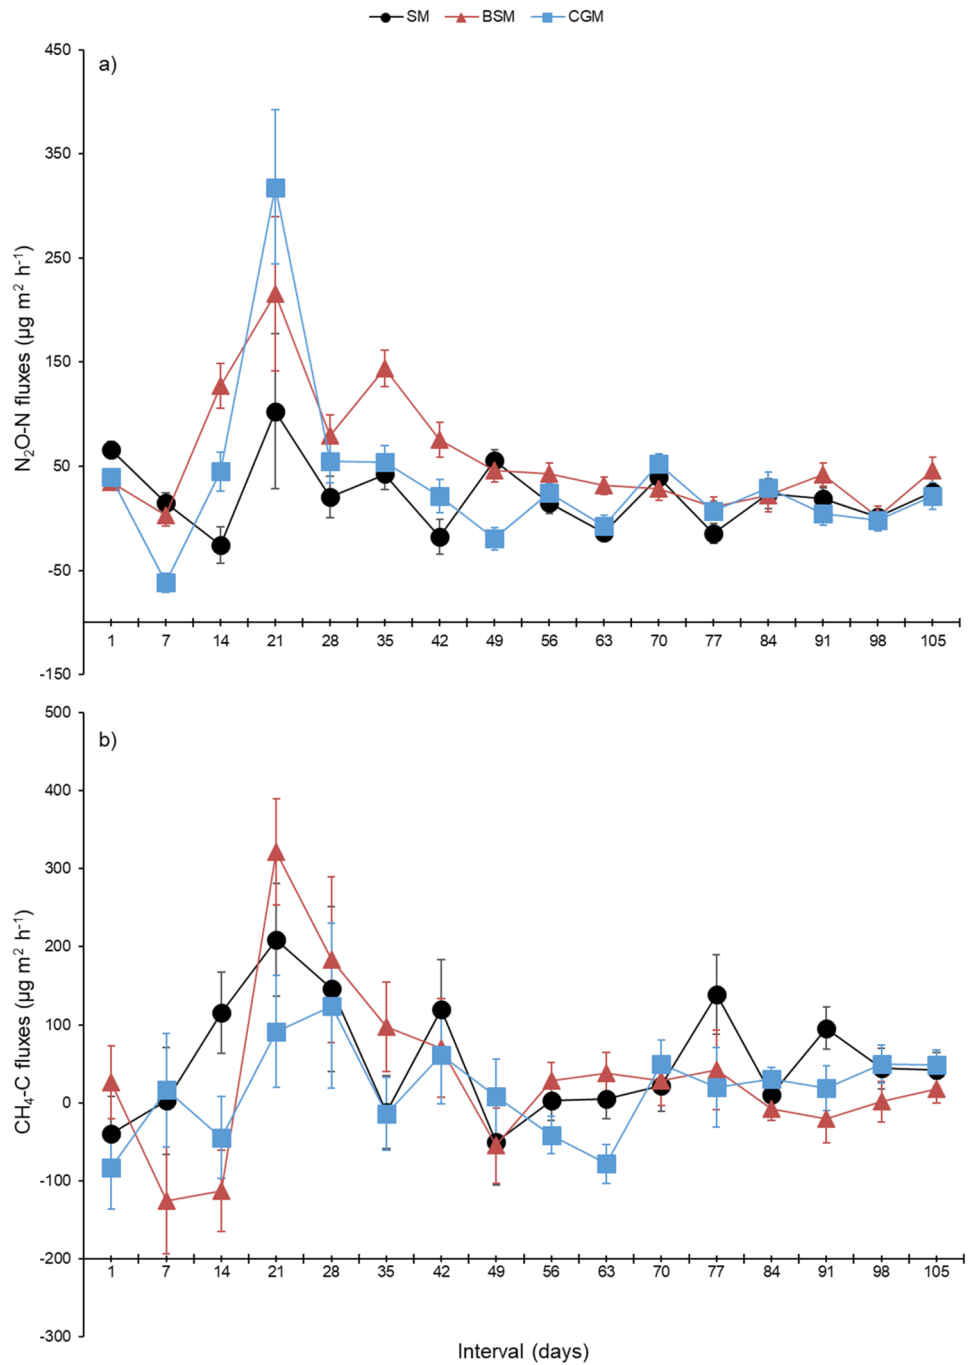 SM BSM CGM
450
a)
350
250
150
50
-50
-150
N₂O-N fluxes (µg m² h⁻¹)
1 7 14 21 28 35 42 49 56 63 70 77 84 91 98 105
500
b)
400
300
200
100
0
-100
-200
-300
CH₄-C fluxes (µg m² h⁻¹)
1 7 14 21 28 35 42 49 56 63 70 77 84 91 98 105
Interval (days)